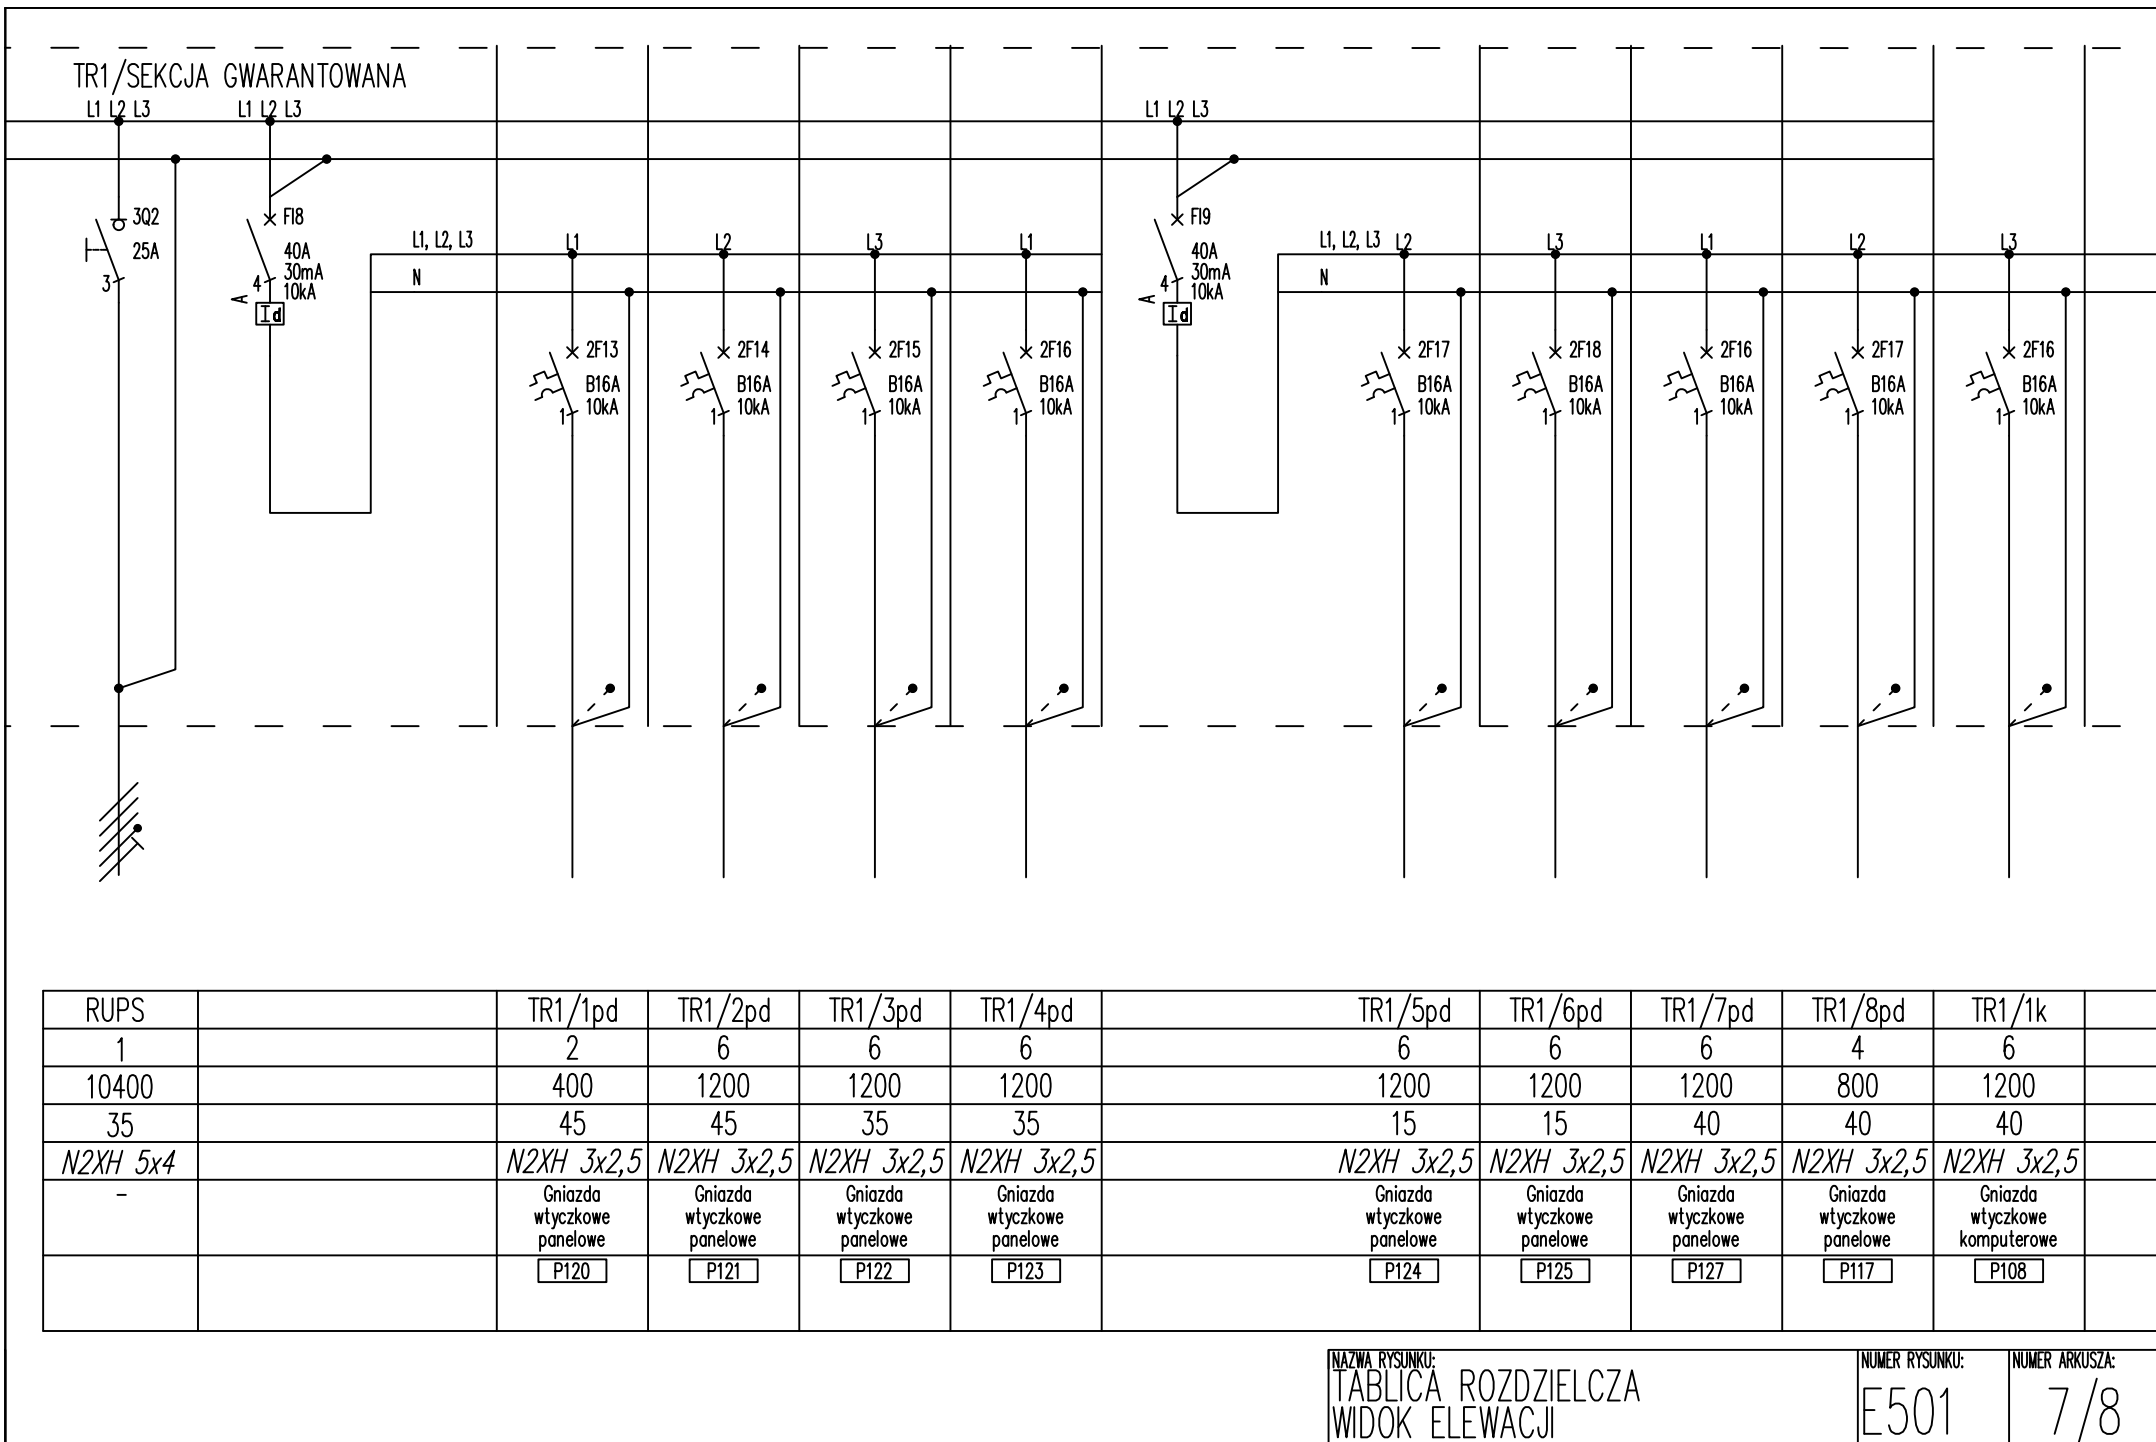 TR1/SEKCJA GWARANTOWANA
L1 L2 L3 L1 L2 L3 L1 L2 L3
3Q2 FI8 FI9
25A 40A 40A
30mA 30mA
10kA 10kA
3 4 4
A A
Id Id
L1, L2, L3 L1 L2 L3 L1 L1, L2, L3 L2 L3 L1 L2 L3
N N
2F13 2F14 2F15 2F16 2F17 2F18 2F16 2F17 2F16
B16A B16A B16A B16A B16A B16A B16A B16A B16A
10kA 10kA 10kA 10kA 10kA 10kA 10kA 10kA 10kA
1 1 1 1 1 1 1 1 1
RUPS TR1/1pd TR1/2pd TR1/3pd TR1/4pd TR1/5pd TR1/6pd TR1/7pd TR1/8pd TR1/1k
1 2 6 6 6 6 6 6 4 6
10400 400 1200 1200 1200 1200 1200 1200 800 1200
35 45 45 35 35 15 15 40 40 40
N2XH 5x4 N2XH 3x2,5 N2XH 3x2,5 N2XH 3x2,5 N2XH 3x2,5 N2XH 3x2,5 N2XH 3x2,5 N2XH 3x2,5 N2XH 3x2,5 N2XH 3x2,5
- Gniazda Gniazda Gniazda Gniazda Gniazda Gniazda Gniazda Gniazda Gniazda
wtyczkowe wtyczkowe wtyczkowe wtyczkowe wtyczkowe wtyczkowe wtyczkowe wtyczkowe wtyczkowe
panelowe panelowe panelowe panelowe panelowe panelowe panelowe panelowe komputerowe
P120 P121 P122 P123 P124 P125 P127 P117 P108
NAZWA RYSUNKU: NUMER RYSUNKU: NUMER ARKUSZA:
TABLICA ROZDZIELCZA
WIDOK ELEWACJI
E501 7/8